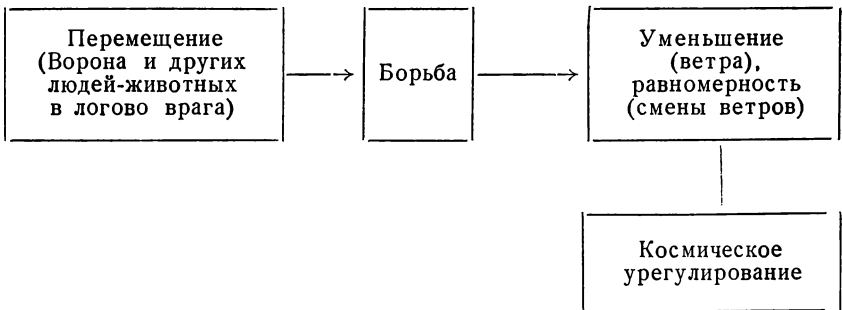 Перемещение
(Ворона и других
людей-животных
в логово врага)
Борьба
Уменьшение
(ветра),
равномерность
(смены ветров)
Космическое
урегулирование